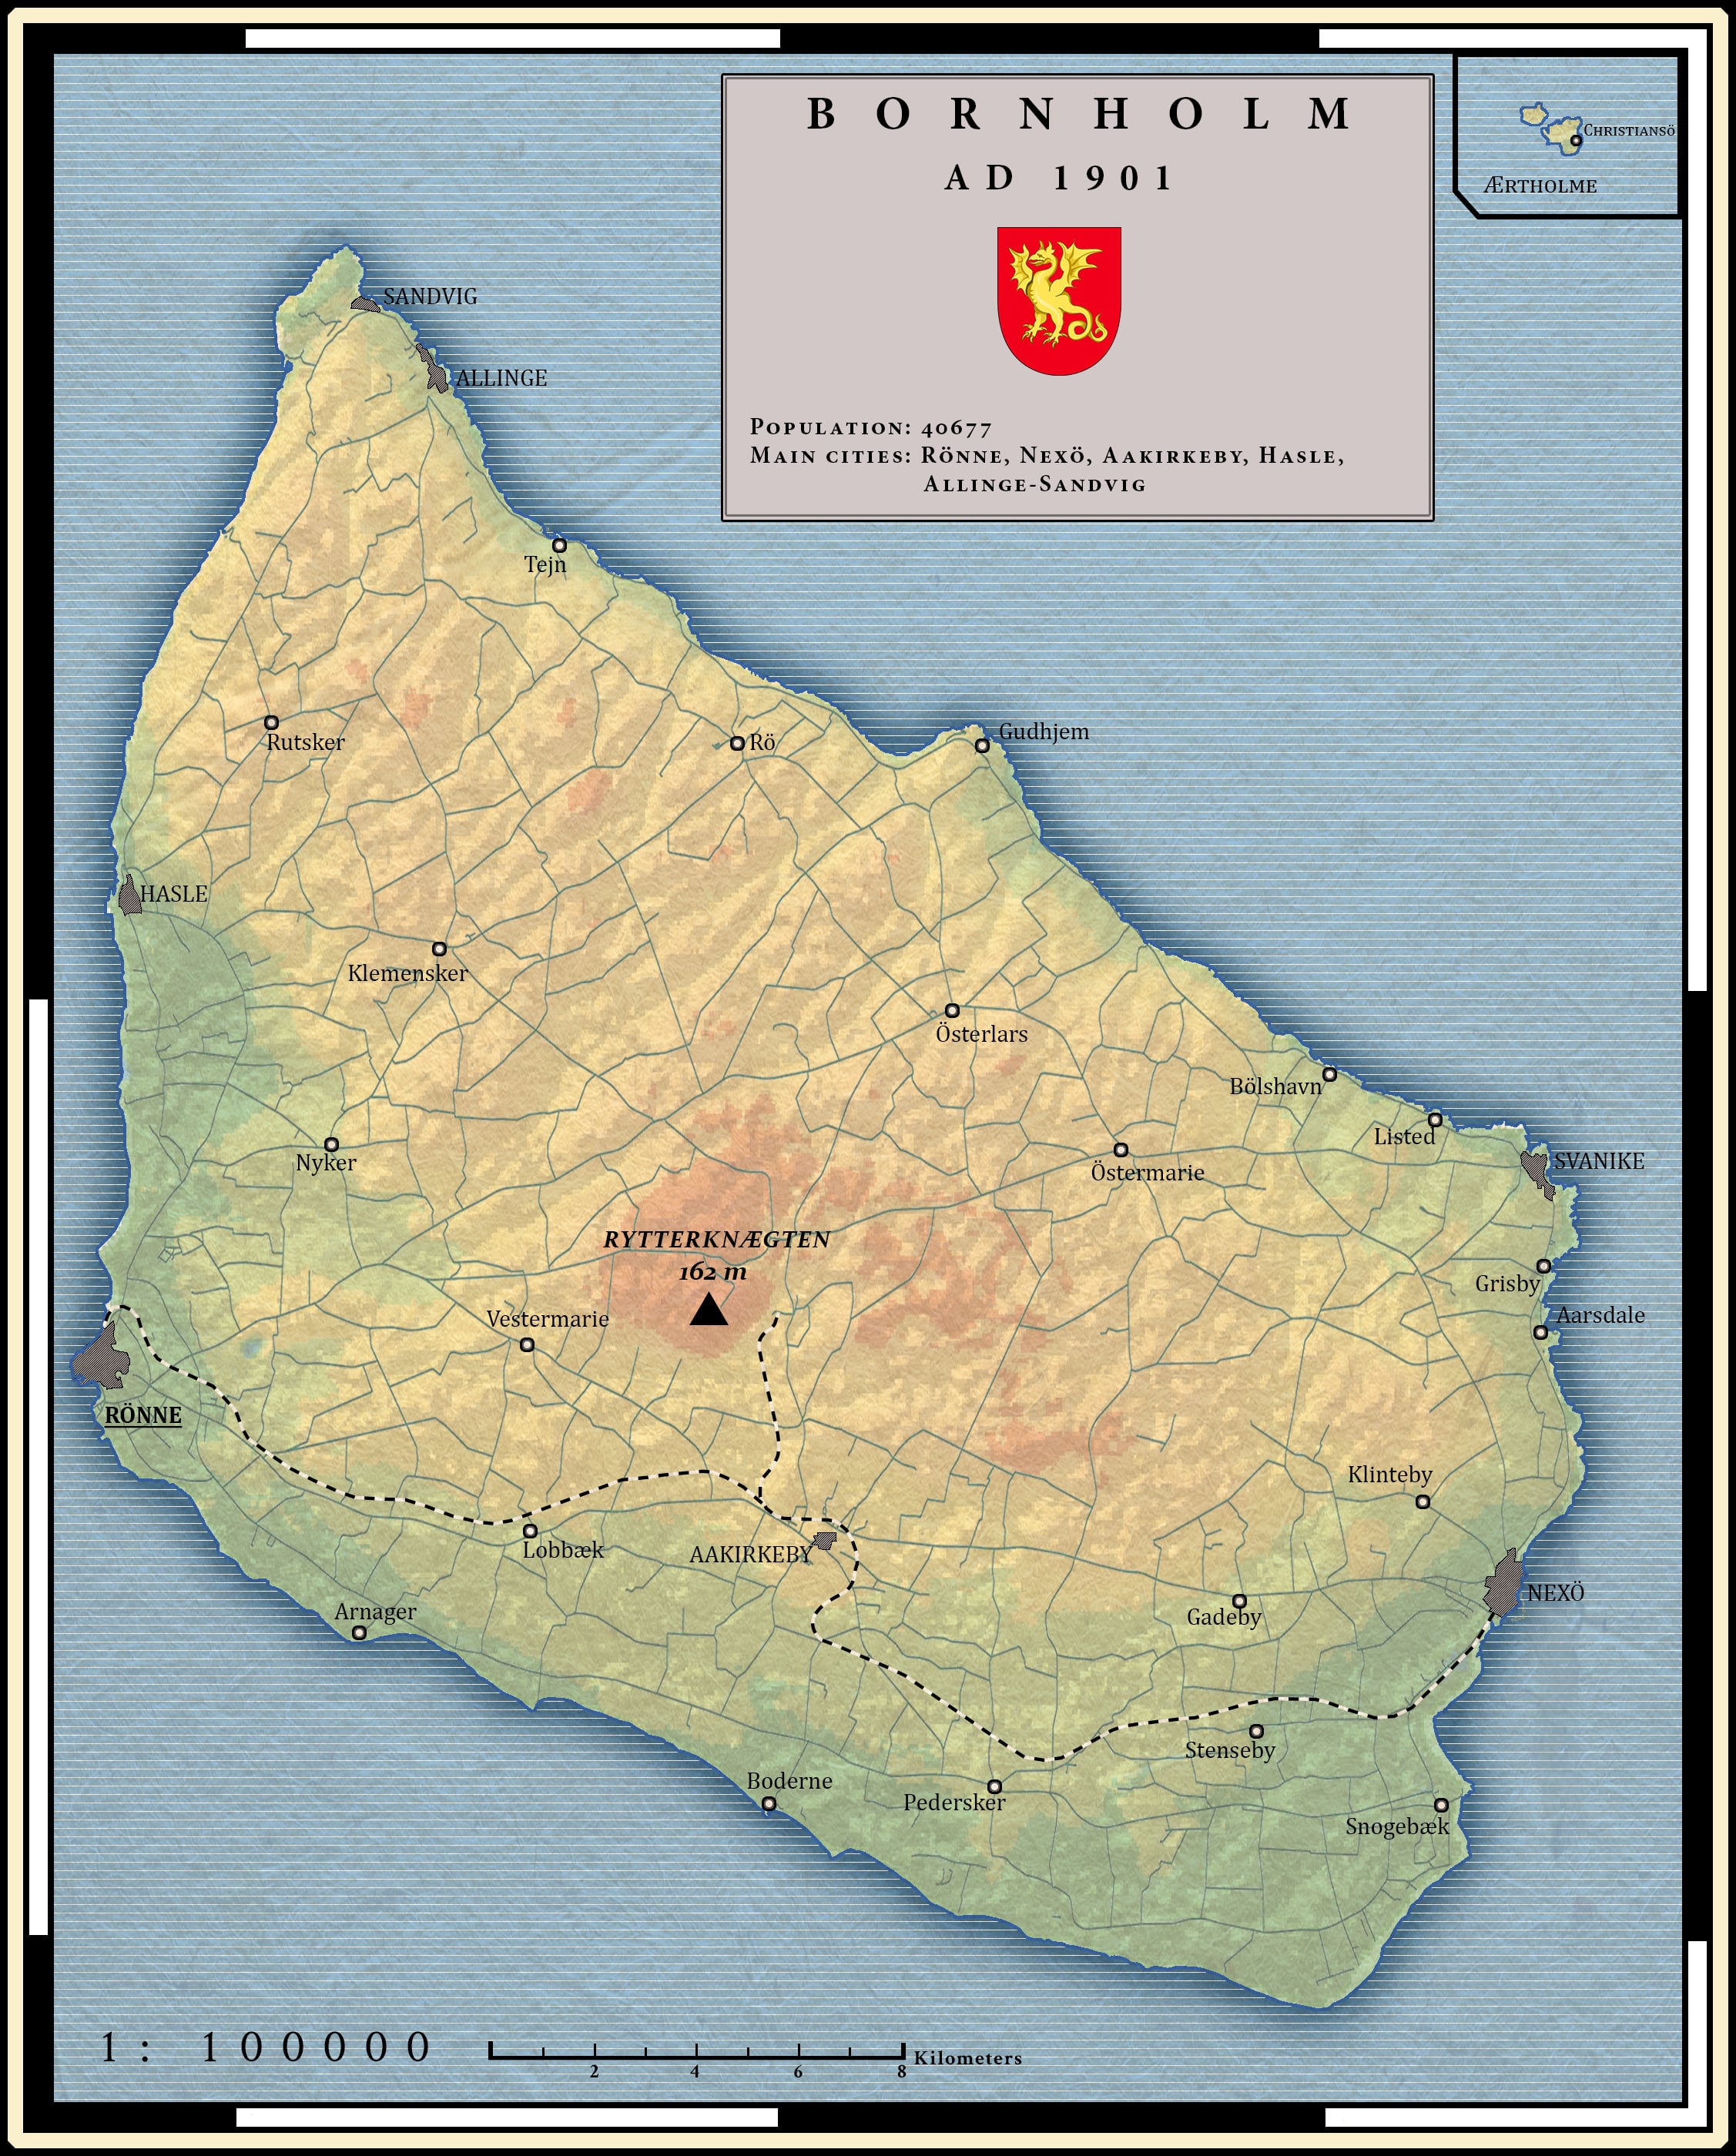 BORNHOLM
AD 1901
Population: 40677
Main cities: Rönne, Nexö, Aakirkeby, Hasle,
Allinge-Sandvig
Christiansö
Ærtholme
SANDVIG
ALLINGE
Tejn
Rutsker
Rö
Gudhjem
HASLE
Klemensker
Österlars
Bölshavn
Listed
Nyker
Östermarie
SVANIKE
RYTTERKNÆGTEN
162 m
Grisby
Vestermarie
Aarsdale
RÖNNE
Klinteby
Lobbæk
AAKIRKEBY
NEXÖ
Arnager
Gadeby
Stenseby
Boderne
Pedersker
Snogebæk
1: 100000
Kilometers
2 4 6 8